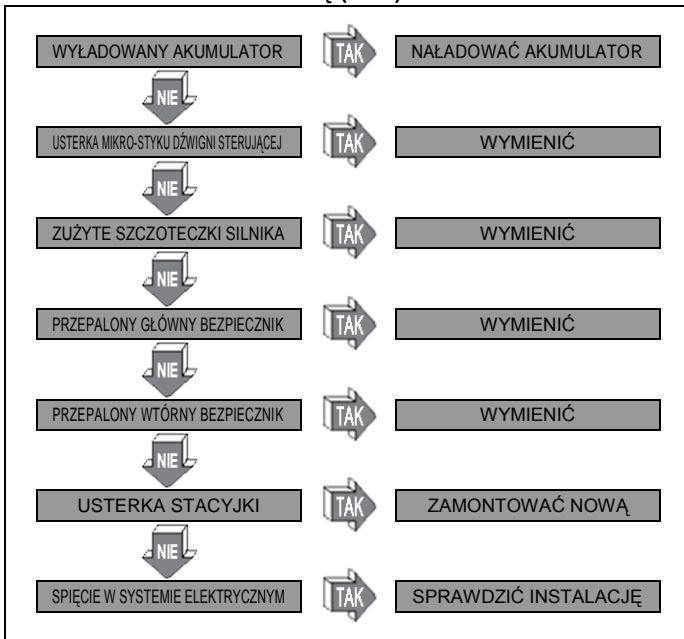 WYŁADOWANY AKUMULATOR TAK NAŁADOWAĆ AKUMULATOR
NIE
USTERKA MIKRO-STYKU DŹWIGNI STERUJĄCEJ TAK WYMIENIĆ
NIE
ZUŻYTE SZCZOTECZKI SILNIKA TAK WYMIENIĆ
NIE
PRZEPALONY GŁÓWNY BEZPIECZNIK TAK WYMIENIĆ
NIE
PRZEPALONY WTÓRNY BEZPIECZNIK TAK WYMIENIĆ
NIE
USTERKA STACYJKI TAK ZAMONTOWAĆ NOWĄ
NIE
SPIĘCIE W SYSTEMIE ELEKTRYCZNYM TAK SPRAWDZIĆ INSTALACJĘ